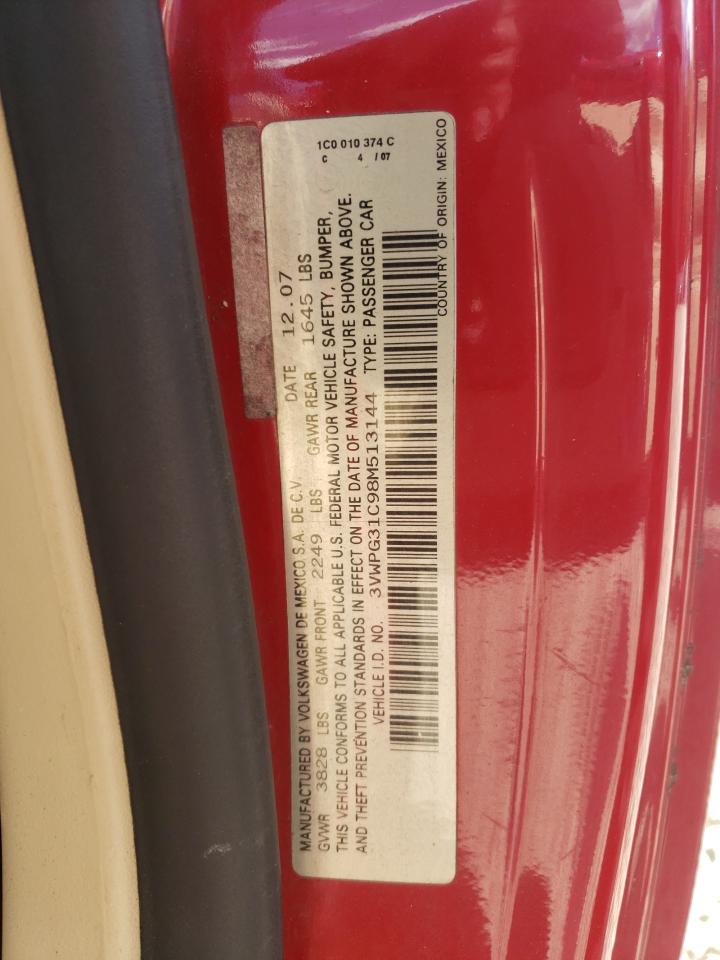 1C0 010 374 C
C 4 / 07
MANUFACTURED BY VOLKSWAGEN DE MEXICO S.A. DE C.V. DATE 12.07
GVWR 3828 LBS GAWR FRONT 2249 LBS GAWR REAR 1645 LBS
THIS VEHICLE CONFORMS TO ALL APPLICABLE U.S. FEDERAL MOTOR VEHICLE SAFETY, BUMPER,
AND THEFT PREVENTION STANDARDS IN EFFECT ON THE DATE OF MANUFACTURE SHOWN ABOVE.
VEHICLE I.D. NO. 3VWPG31C98M513144 TYPE: PASSENGER CAR
COUNTRY OF ORIGIN: MEXICO